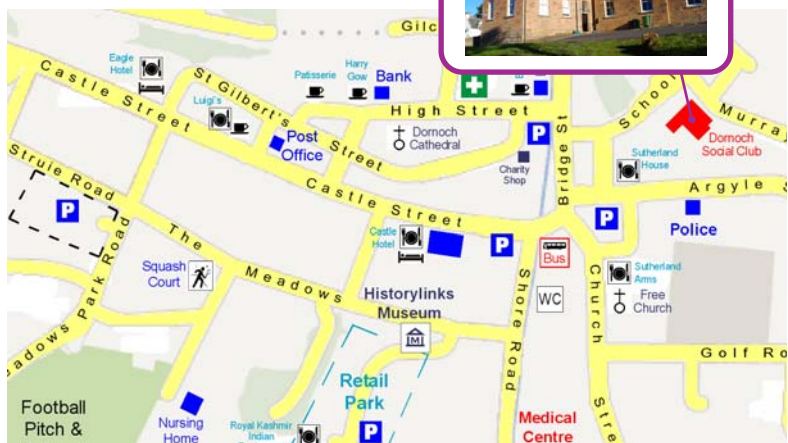 Gilc
Eagle
Hotel
Castle Street
St Gilbert's Street
Patisserie
Harry
Gow
Bank
High Street
Luigi's
Post
Office
Dornoch
Cathedral
P
Charity
Shop
Bridge St
School
Murray
Dornoch
Social Club
Sutherland
House
Argyle S
Police
Struie Road
P
The Meadows
Castle Street
Castle
Hotel
P
P
Bus
WC
Squash
Court
Historylinks
Museum
M
Shore Road
Church Stre
Sutherland
Arms
Free
Church
Golf Ro
eadows Park Road
Retail
Park
Football
Pitch &
Nursing
Home
Royal Kashmir
Indian
P
Medical
Centre